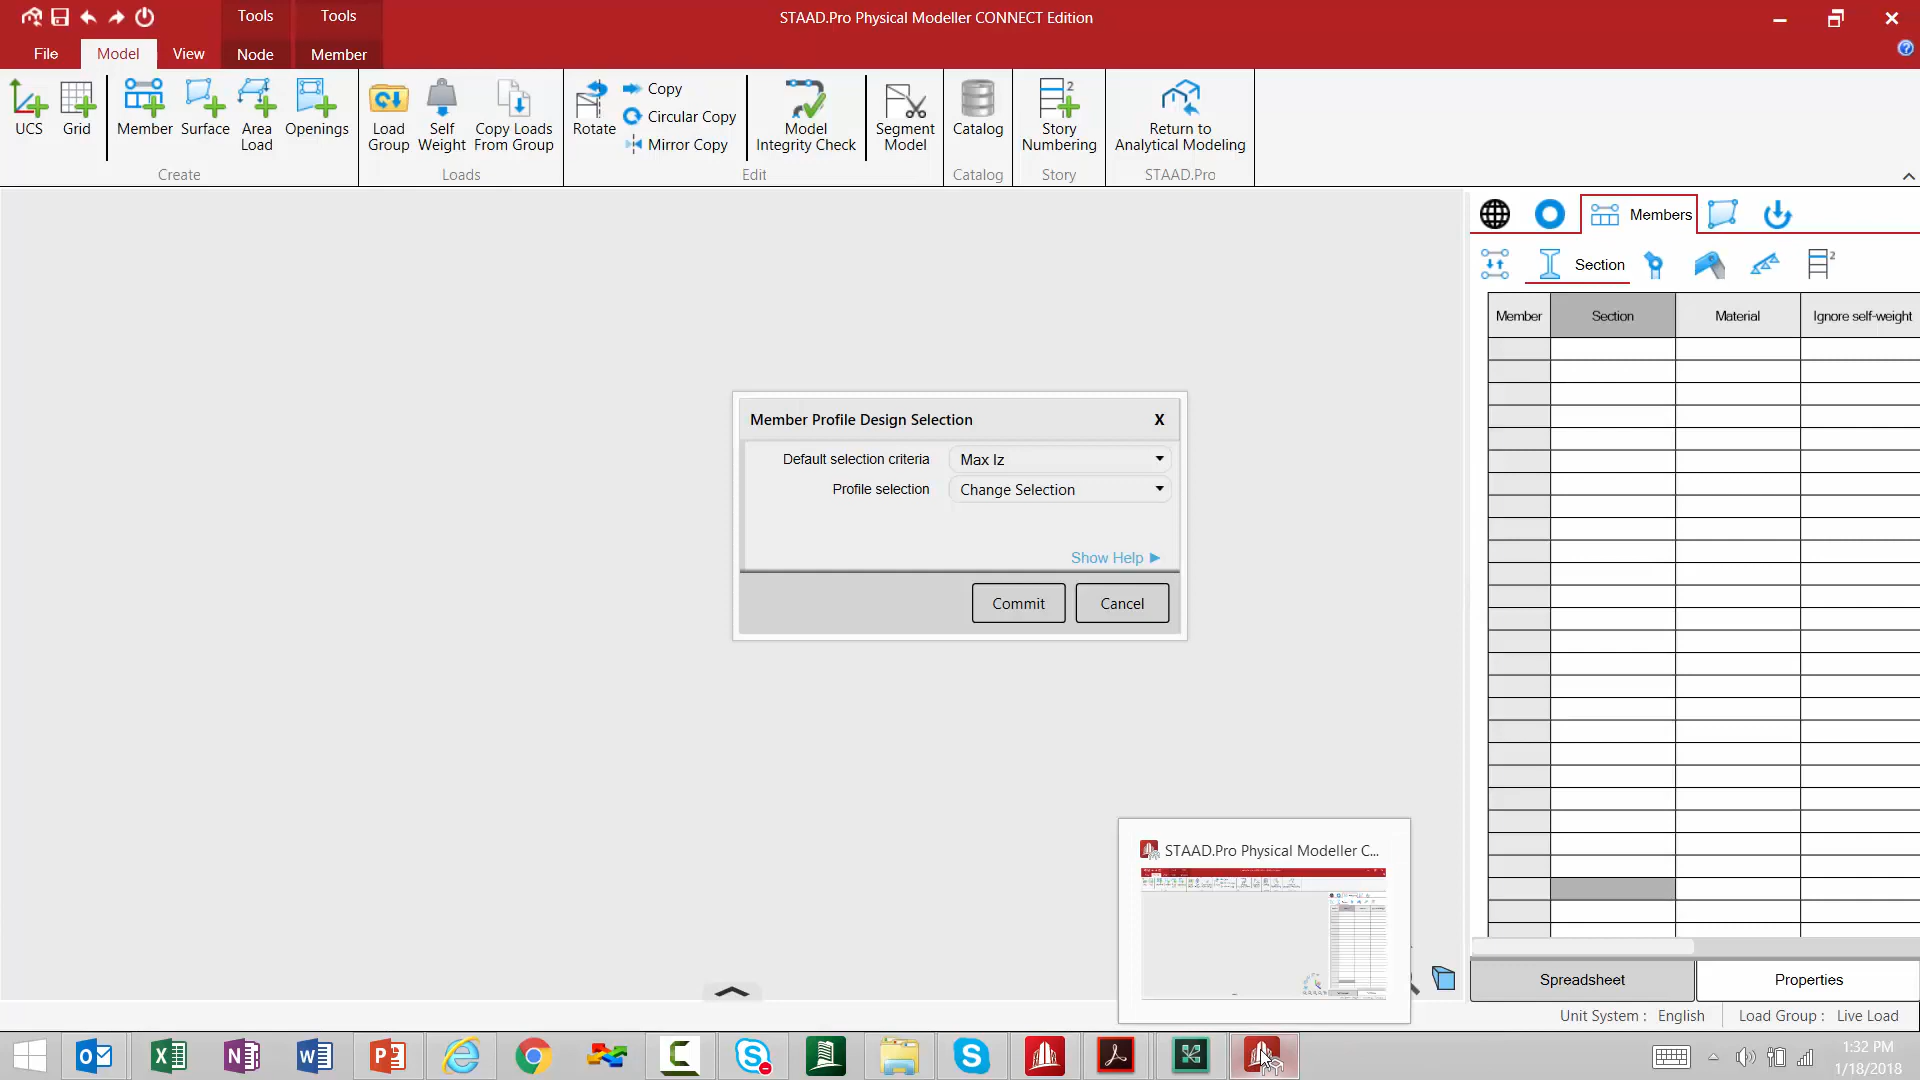 STAAD.Pro Physical Modeller CONNECT Edition
Tools
Tools
File
Model
View
Node
Member
UCS
Grid
Member
Surface
Area
Load
Openings
Create
Load
Group
Self
Weight
Copy Loads
From Group
Loads
Rotate
Copy
Circular Copy
Mirror Copy
Model
Integrity Check
Segment
Model
Edit
Catalog
Catalog
2
Story
Numbering
Story
Return to
Analytical Modeling
STAAD.Pro
Members
Section
2
Member
Section
Material
Ignore self-weight
Member Profile Design Selection
X
Default selection criteria
Max Iz
Profile selection
Change Selection
Show Help
Commit
Cancel
STAAD.Pro Physical Modeller C...
Spreadsheet
Properties
Unit System : English
Load Group : Live Load
1:32 PM
1/18/2018